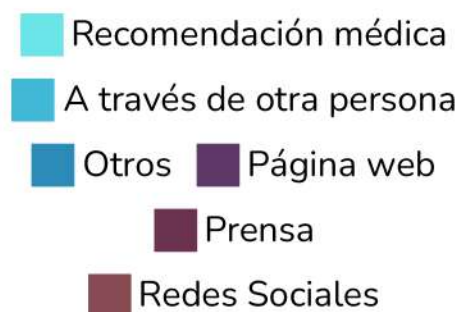 Recomendación médica
A través de otra persona
Otros Página web
Prensa
Redes Sociales